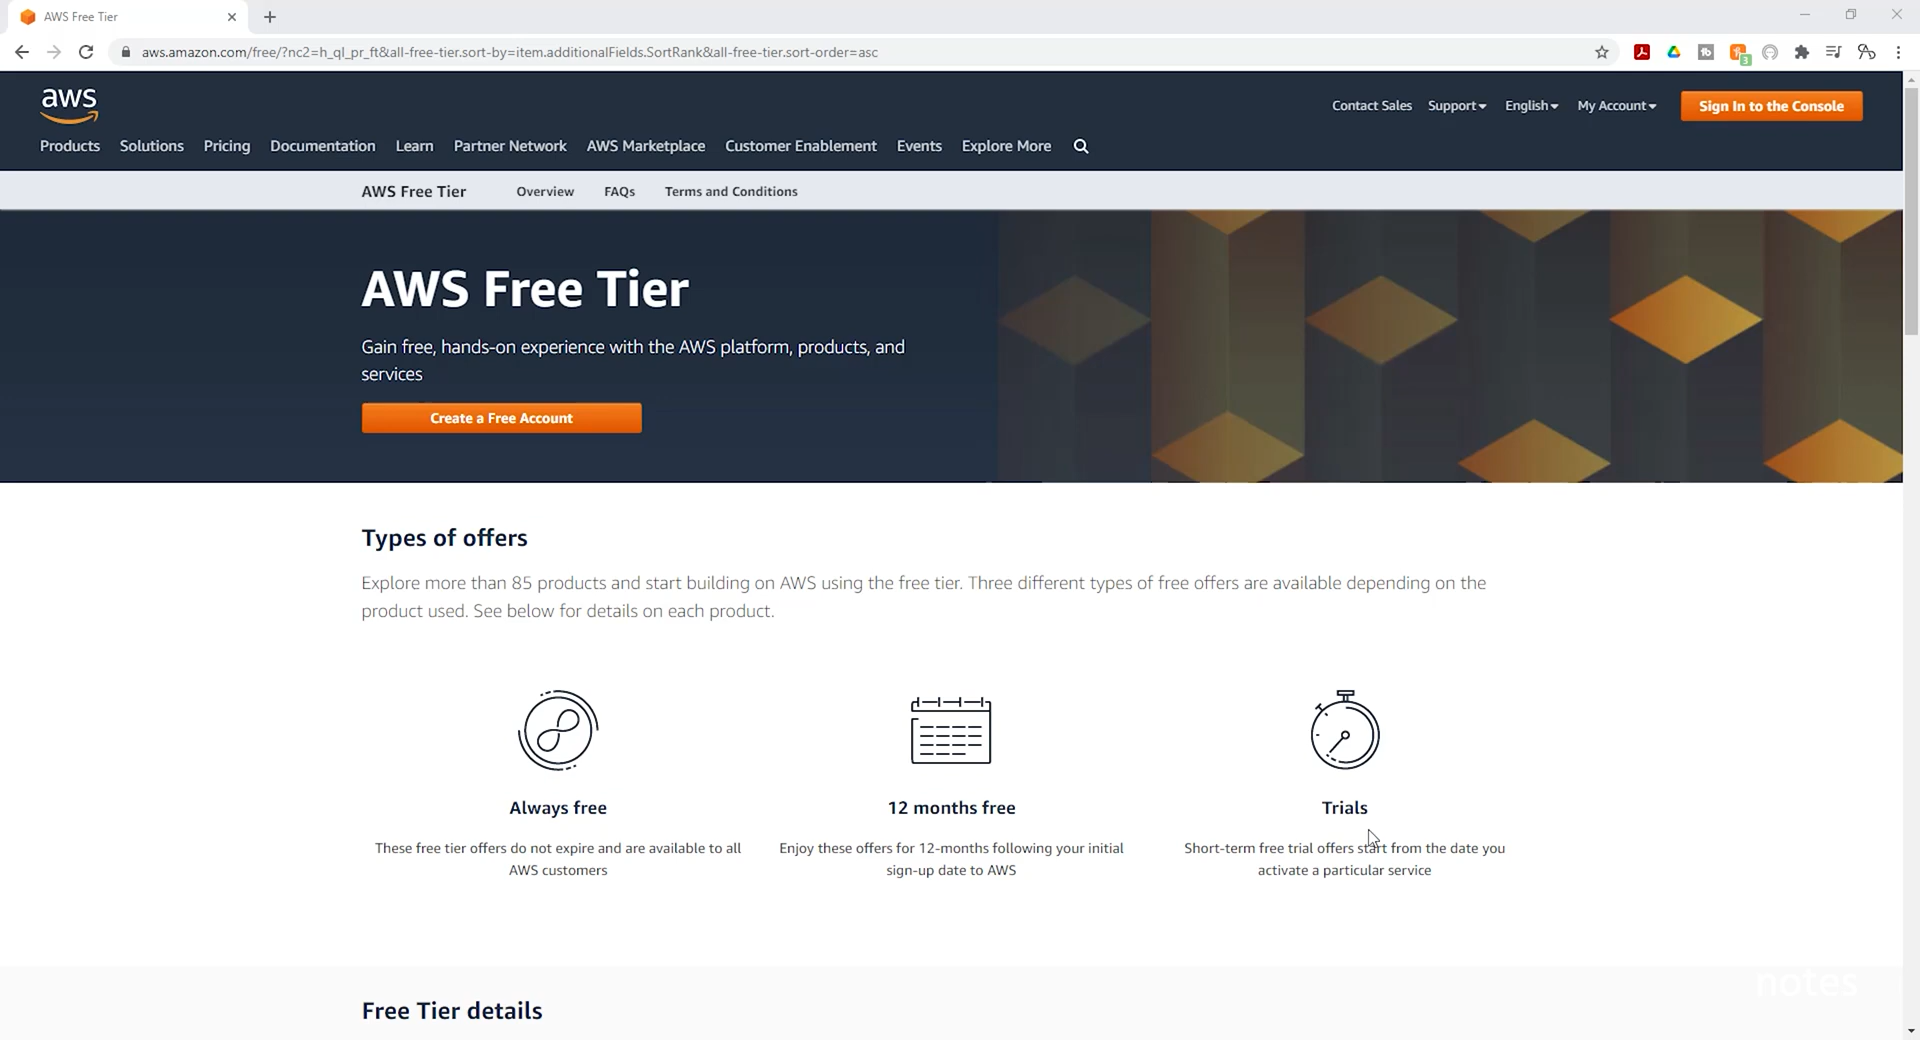 AWS Free Tier
aws.amazon.com/free/?nc2=h_ql_pr_ft&all-free-tier.sort-by=item.additionalFields.SortRank&all-free-tier.sort-order=asc
3
aws
Contact Sales Support English My Account Sign In to the Console
Products Solutions Pricing Documentation Learn Partner Network AWS Marketplace Customer Enablement Events Explore More
AWS Free Tier Overview FAQs Terms and Conditions
AWS Free Tier
Gain free, hands-on experience with the AWS platform, products, and
services
Create a Free Account
Types of offers
Explore more than 85 products and start building on AWS using the free tier. Three different types of free offers are available depending on the
product used. See below for details on each product.
Always free
These free tier offers do not expire and are available to all
AWS customers
12 months free
Enjoy these offers for 12-months following your initial
sign-up date to AWS
Trials
Short-term free trial offers start from the date you
activate a particular service
notes
Free Tier details